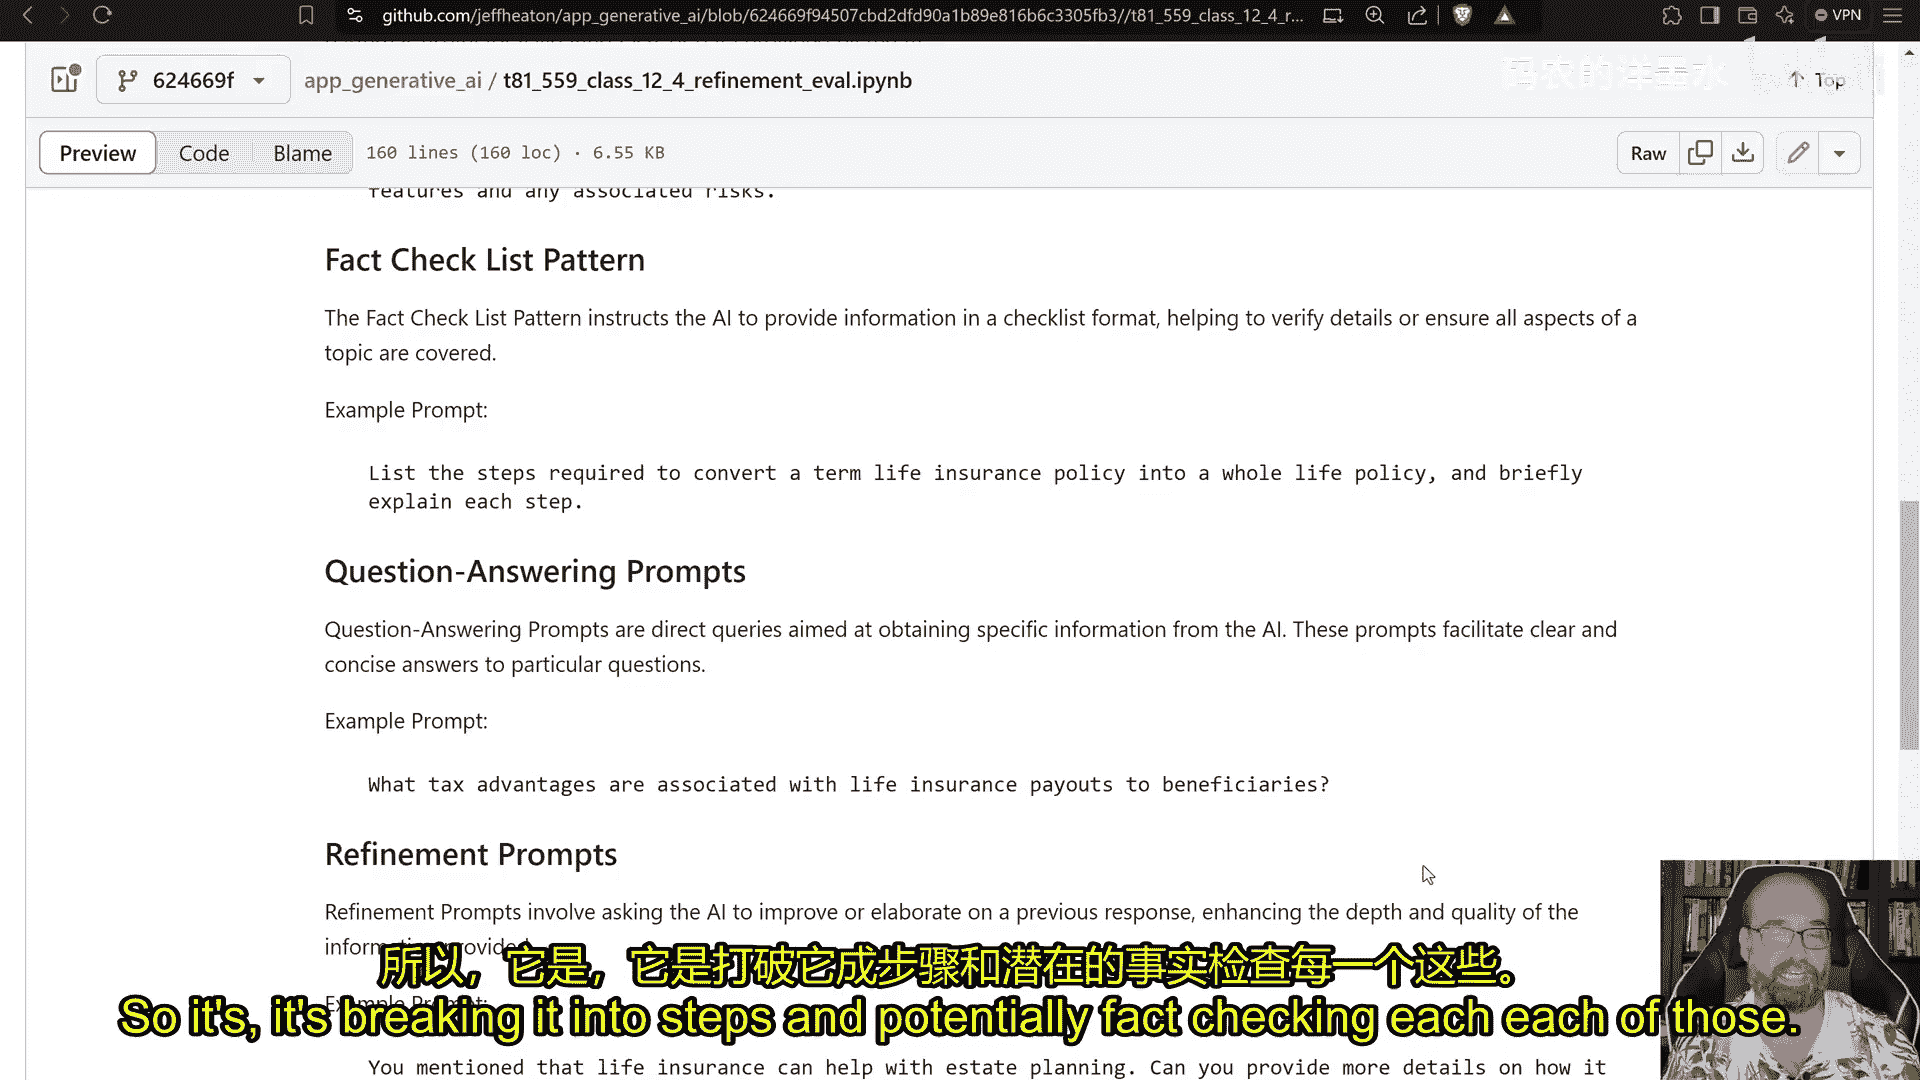 github.com/jeffheaton/app_generative_ai/blob/624669f94507cbd2dfd90a1b89e816b6c3305fb3//t81_559_class_12_4_r...
VPN
624669f
app_generative_ai / t81_559_class_12_4_refinement_eval.ipynb
码农的洋墨水
Top
Preview
Code
Blame
160 lines (160 loc) · 6.55 KB
Raw
features and any associated risks.
Fact Check List Pattern
The Fact Check List Pattern instructs the AI to provide information in a checklist format, helping to verify details or ensure all aspects of a
topic are covered.
Example Prompt:
List the steps required to convert a term life insurance policy into a whole life policy, and briefly
explain each step.
Question-Answering Prompts
Question-Answering Prompts are direct queries aimed at obtaining specific information from the AI. These prompts facilitate clear and
concise answers to particular questions.
Example Prompt:
What tax advantages are associated with life insurance payouts to beneficiaries?
Refinement Prompts
Refinement Prompts involve asking the AI to improve or elaborate on a previous response, enhancing the depth and quality of the
information provided.
所以，它是，它是打破它成步骤和潜在的事实检查每一个这些。
Example Prompt:
So it's, it's breaking it into steps and potentially fact checking each each of those.
You mentioned that life insurance can help with estate planning. Can you provide more details on how it